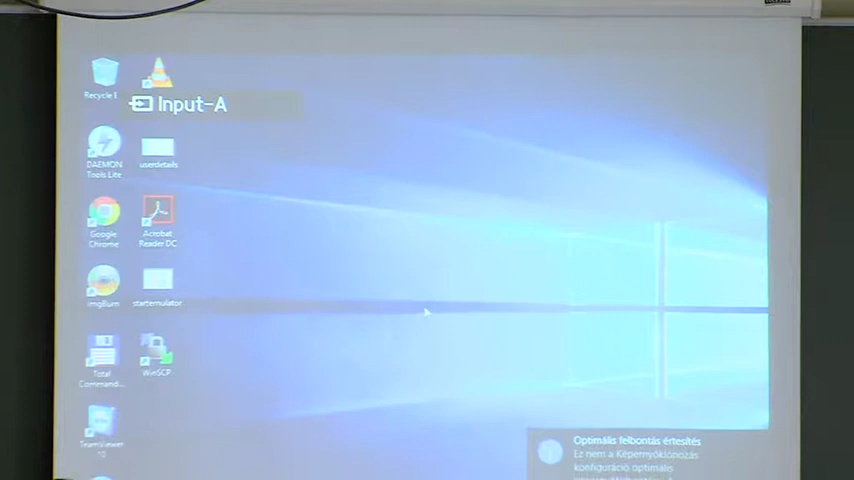 Input-A
Recycle B
DAEMON
Tools Lite
userdetails
Google
Chrome
Acrobat
Reader DC
ImgBurn
startemulator
Total
Command...
WinSCP
TeamViewer
10
Optimális felbontás értesítés
Ez nem a Képernyőklónozás
konfiguráció optimális